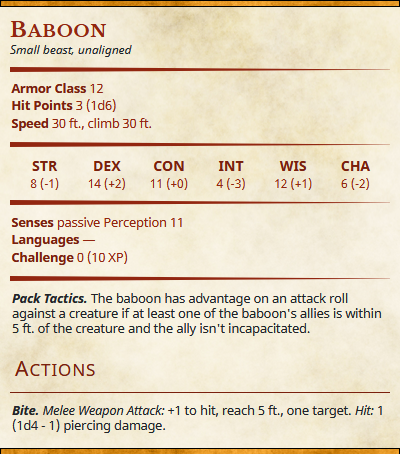 BABOON
Small beast, unaligned
Armor Class 12
Hit Points 3 (1d6)
Speed 30 ft., climb 30 ft.
STR DEX CON INT WIS CHA
8 (-1) 14 (+2) 11 (+0) 4 (-3) 12 (+1) 6 (-2)
Senses passive Perception 11
Languages —
Challenge 0 (10 XP)
Pack Tactics. The baboon has advantage on an attack roll
against a creature if at least one of the baboon's allies is within
5 ft. of the creature and the ally isn't incapacitated.
ACTIONS
Bite. Melee Weapon Attack: +1 to hit, reach 5 ft., one target. Hit: 1
(1d4 - 1) piercing damage.